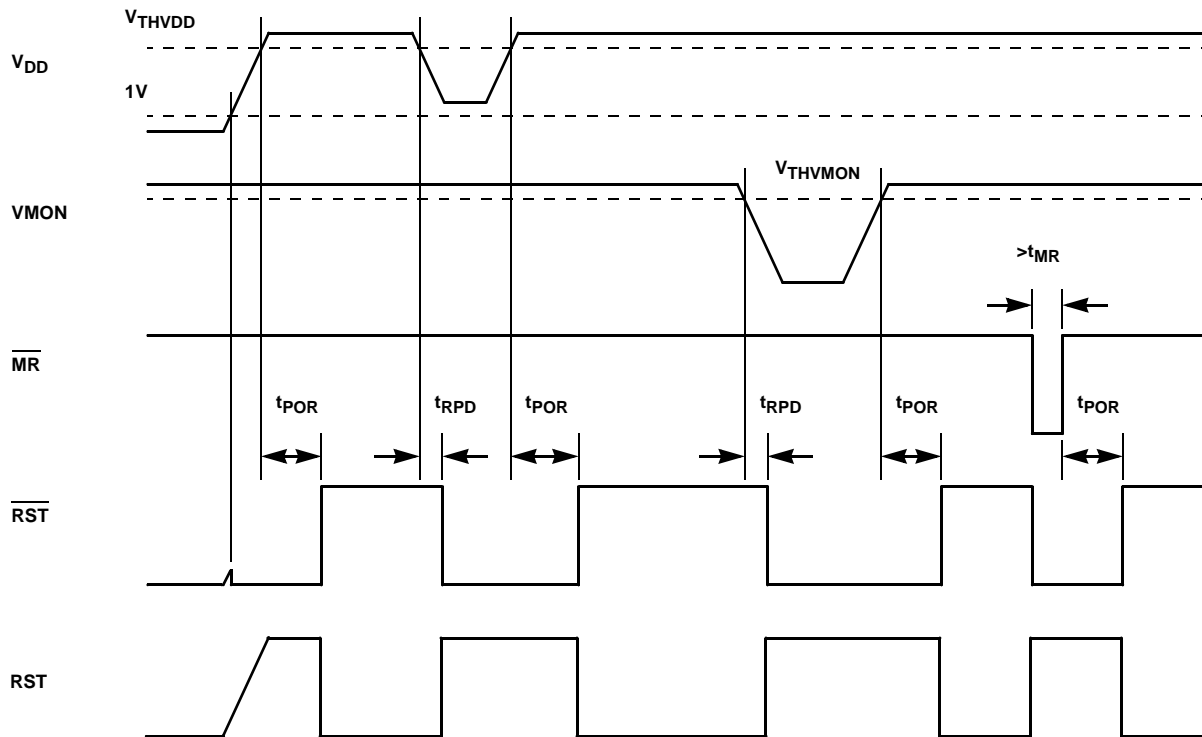 VTHVDD
VDD
1V
VTHVMON
VMON
>tMR
MR
tPOR
tRPD
tPOR
tRPD
tPOR
tPOR
RST
RST